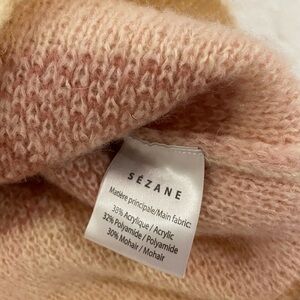 SÉZANE
Matière principale/Main fabric:
38% Acrylique / Acrylic
32% Polyamide / Polyamide
30% Mohair / Mohair